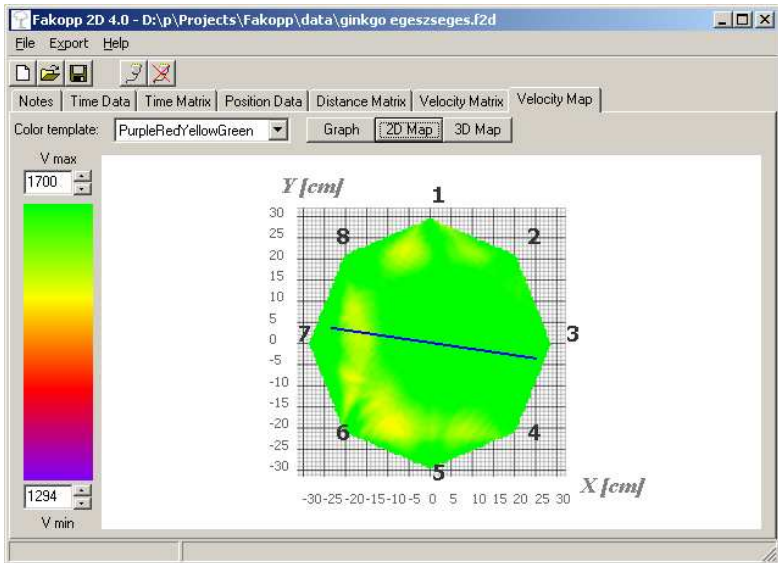 Fakopp 2D 4.0 - D:\p\Projects\Fakopp\data\ginkgo egeszseges.f2d
File Export Help
Notes Time Data Time Matrix Position Data Distance Matrix Velocity Matrix Velocity Map
Color template: PurpleRedYellowGreen Graph 2D Map 3D Map
V max
1700
Y [cm]
1
30
25
8
2
20
15
10
5
7
0
3
-5
-10
-15
-20
6
4
-25
-30
5
X [cm]
-30 -25 -20 -15 -10 -5 0 5 10 15 20 25 30
1294
V min